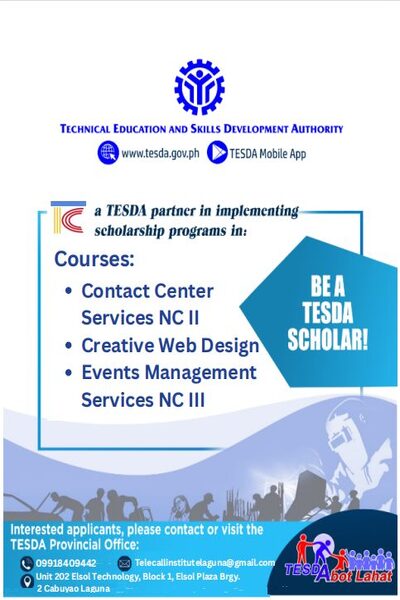 TECHNICAL EDUCATION AND SKILLS DEVELOPMENT AUTHORITY
www.tesda.gov.ph TESDA Mobile App
a TESDA partner in implementing
scholarship programs in:
Courses:
• Contact Center
Services NC II
• Creative Web Design
• Events Management
Services NC III
BE A
TESDA
SCHOLAR!
Interested applicants, please contact or visit the
TESDA Provincial Office:
09918409442 Telecallinstitutelaguna@gmail.com
Unit 202 Elsol Technology, Block 1, Elsol Plaza Brgy.
2 Cabuyao Laguna
TESDA
Abot Lahat